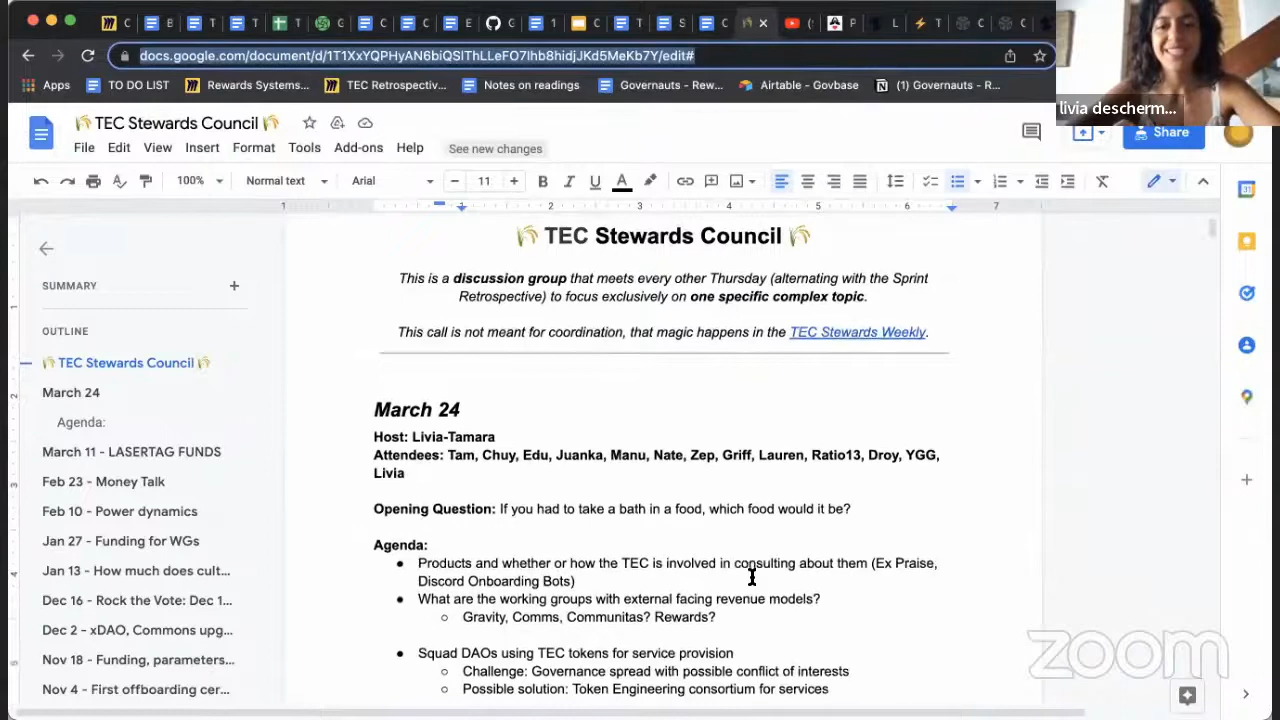 C B T T T C C C E C 1 C T S C C T C C
docs.google.com/document/d/1T1XxYQPHyAN6biQSlThLLeFO7Ihb8hidjJKd5MeKb7Y/edit#
Apps TO DO LIST Rewards Systems... TEC Retrospectiv... Notes on readings Governauts - Rew... Airtable - Govbase (1) Governauts - R...
livia descherm...
🌾 TEC Stewards Council 🌾
Share
File Edit View Insert Format Tools Add-ons Help See new changes
100% Normal text Arial 11 B I U A
1 1 2 3 4 5 6 7
🌾 TEC Stewards Council 🌾
This is a discussion group that meets every other Thursday (alternating with the Sprint
Retrospective) to focus exclusively on one specific complex topic.
This call is not meant for coordination, that magic happens in the TEC Stewards Weekly.
SUMMARY
OUTLINE
🌾 TEC Stewards Council 🌾
March 24
Agenda:
March 11 - LASERTAG FUNDS
Feb 23 - Money Talk
Feb 10 - Power dynamics
Jan 27 - Funding for WGs
Jan 13 - How much does cult...
Dec 16 - Rock the Vote: Dec 1...
Dec 2 - xDAO, Commons upg...
Nov 18 - Funding, parameters...
Nov 4 - First offboarding cer...
March 24
Host: Livia-Tamara
Attendees: Tam, Chuy, Edu, Juanka, Manu, Nate, Zep, Griff, Lauren, Ratio13, Droy, YGG,
Livia
Opening Question: If you had to take a bath in a food, which food would it be?
Agenda:
● Products and whether or how the TEC is involved in consulting about them (Ex Praise,
Discord Onboarding Bots)
● What are the working groups with external facing revenue models?
○ Gravity, Comms, Communitas? Rewards?
● Squad DAOs using TEC tokens for service provision
○ Challenge: Governance spread with possible conflict of interests
○ Possible solution: Token Engineering consortium for services
zoom